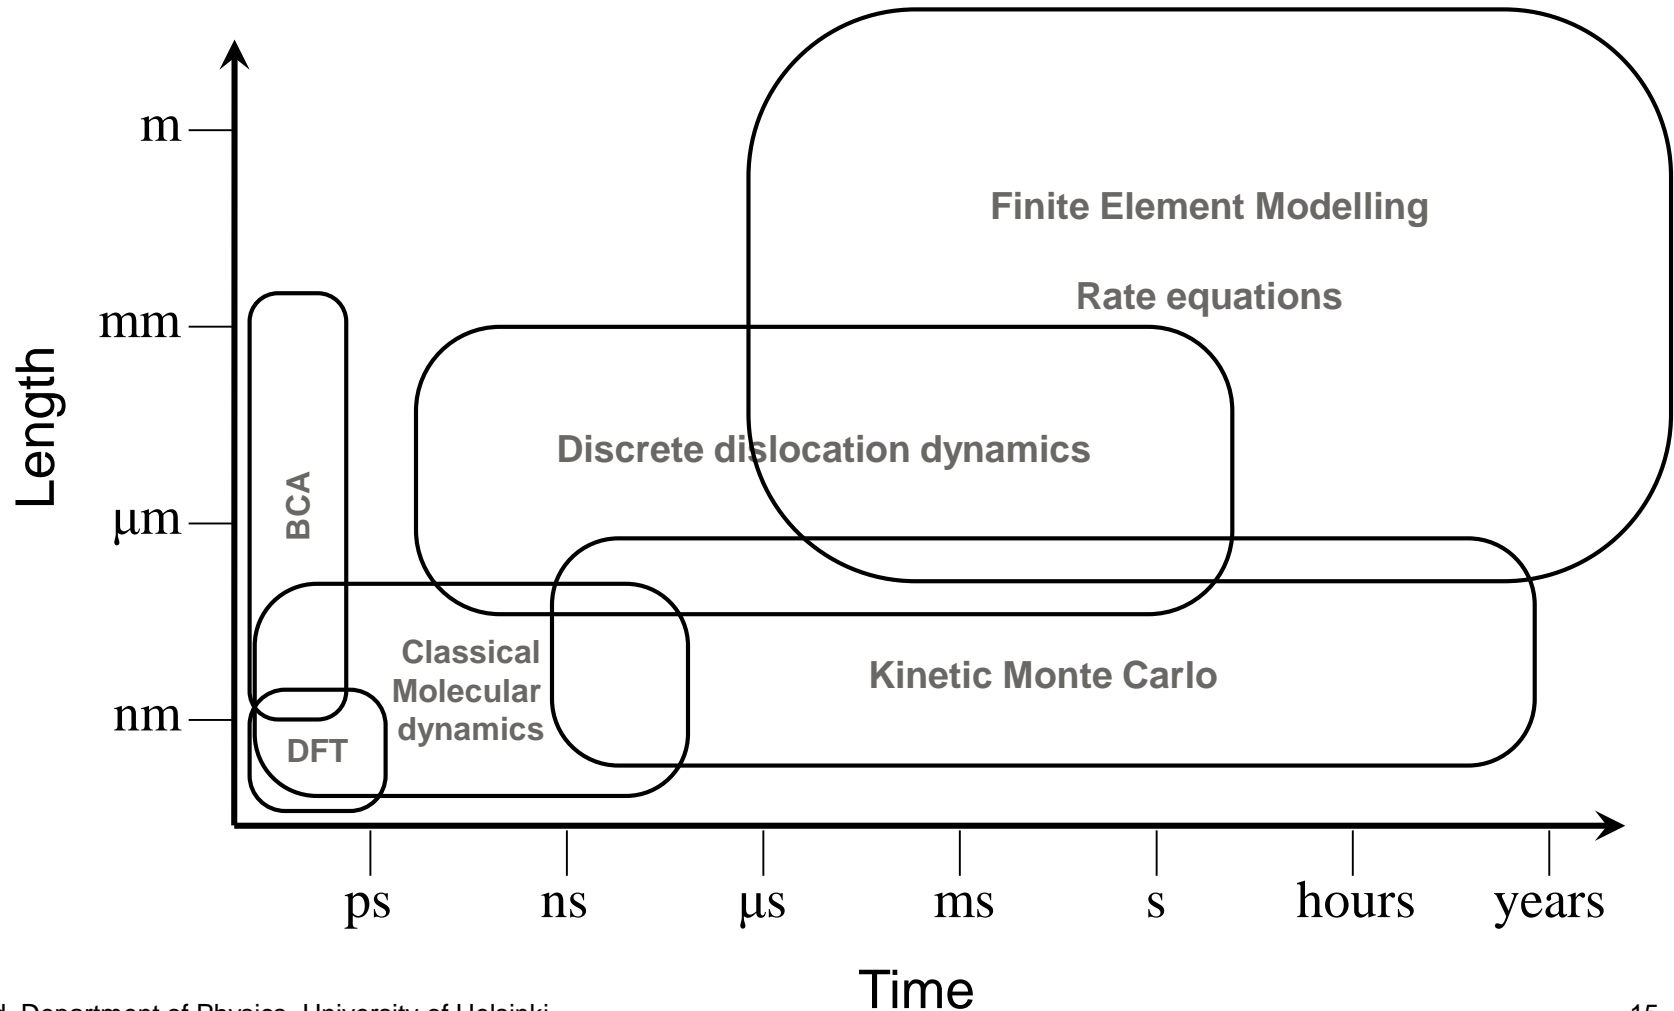 m
Finite Element Modelling
Rate equations
mm
Length
Discrete dislocation dynamics
BCA
μm
Classical
Molecular
dynamics
Kinetic Monte Carlo
nm
DFT
ps ns μs ms s hours years
Time
Department of Physics, University of Helsinki
15